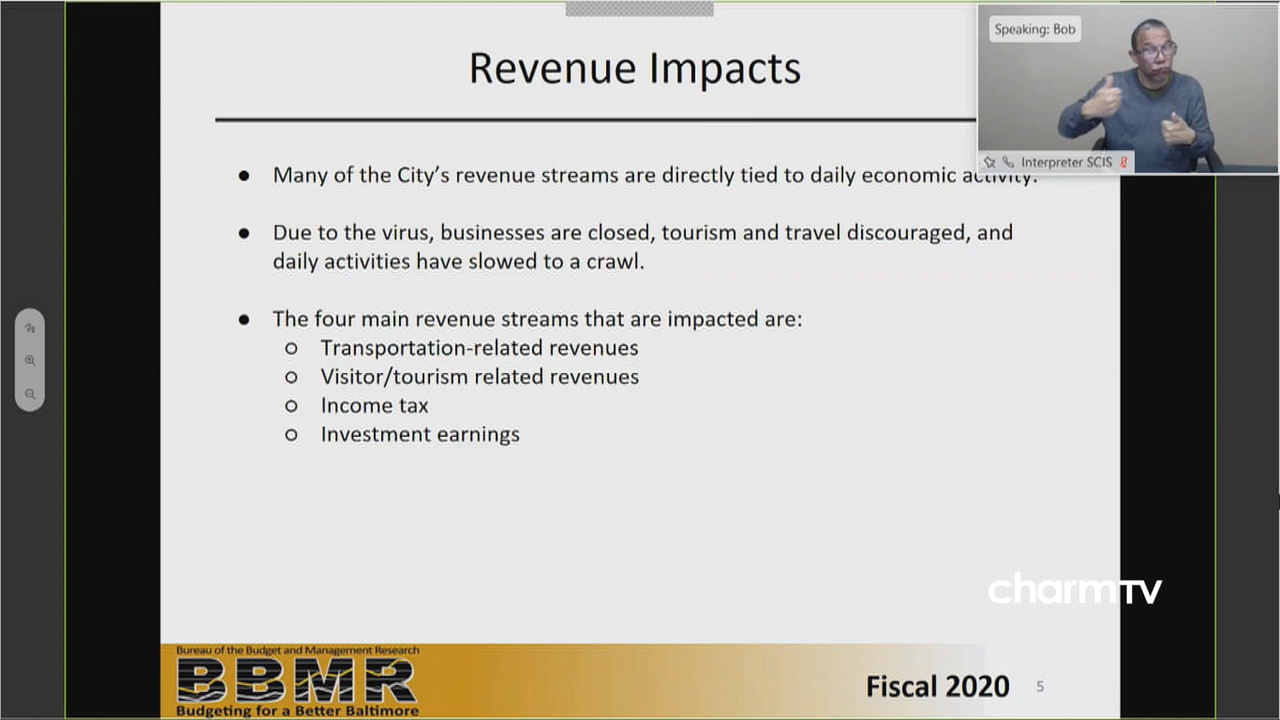 Revenue Impacts
Speaking: Bob
Interpreter SCIS
● Many of the City's revenue streams are directly tied to daily economic activity.
● Due to the virus, businesses are closed, tourism and travel discouraged, and
daily activities have slowed to a crawl.
● The four main revenue streams that are impacted are:
○ Transportation-related revenues
○ Visitor/tourism related revenues
○ Income tax
○ Investment earnings
charmTV
Bureau of the Budget and Management Research
BBMR
Budgeting for a Better Baltimore
Fiscal 2020
5